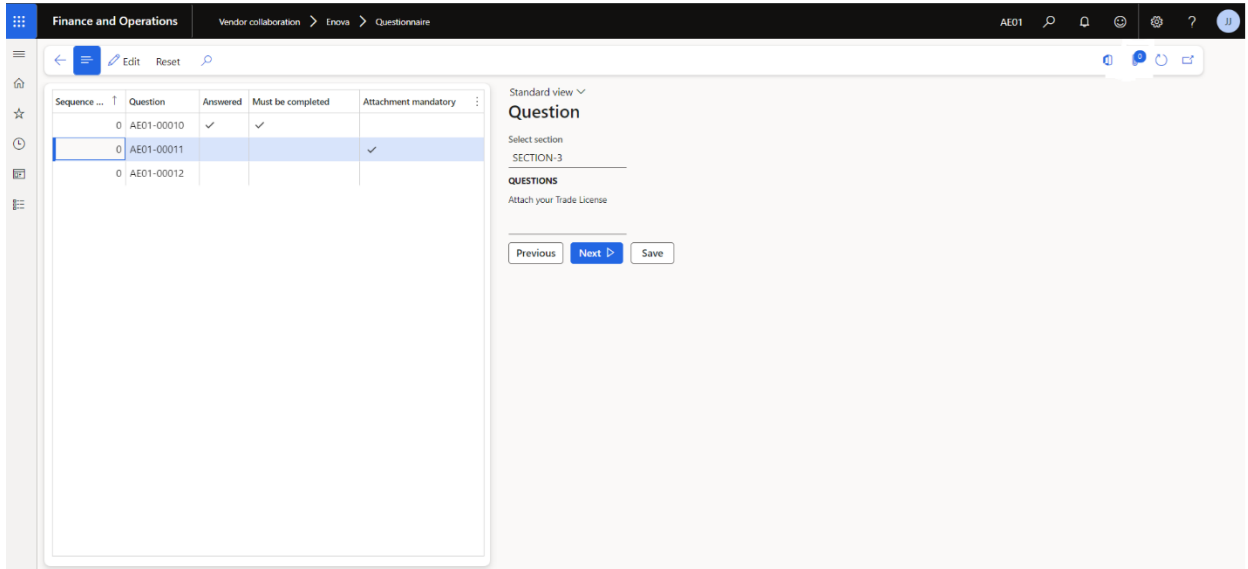 Finance and Operations Vendor collaboration > Enova > Questionnaire AE01 ? JJ
Edit Reset 0
Sequence ... ↑ Question Answered Must be completed Attachment mandatory
0 AE01-00010 ✓ ✓
0 AE01-00011 ✓
0 AE01-00012
Standard view
Question
Select section
SECTION-3
QUESTIONS
Attach your Trade License
Previous Next Save